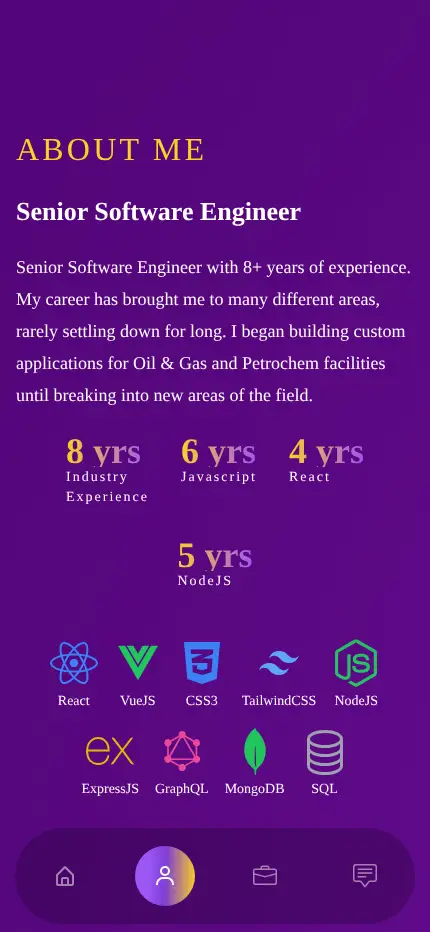 ABOUT ME
Senior Software Engineer
Senior Software Engineer with 8+ years of experience.
My career has brought me to many different areas,
rarely settling down for long. I began building custom
applications for Oil & Gas and Petrochem facilities
until breaking into new areas of the field.
8 yrs 6 yrs 4 yrs
Industry Javascript React
Experience
5 yrs
NodeJS
React VueJS CSS3 TailwindCSS NodeJS
ex
ExpressJS GraphQL MongoDB SQL